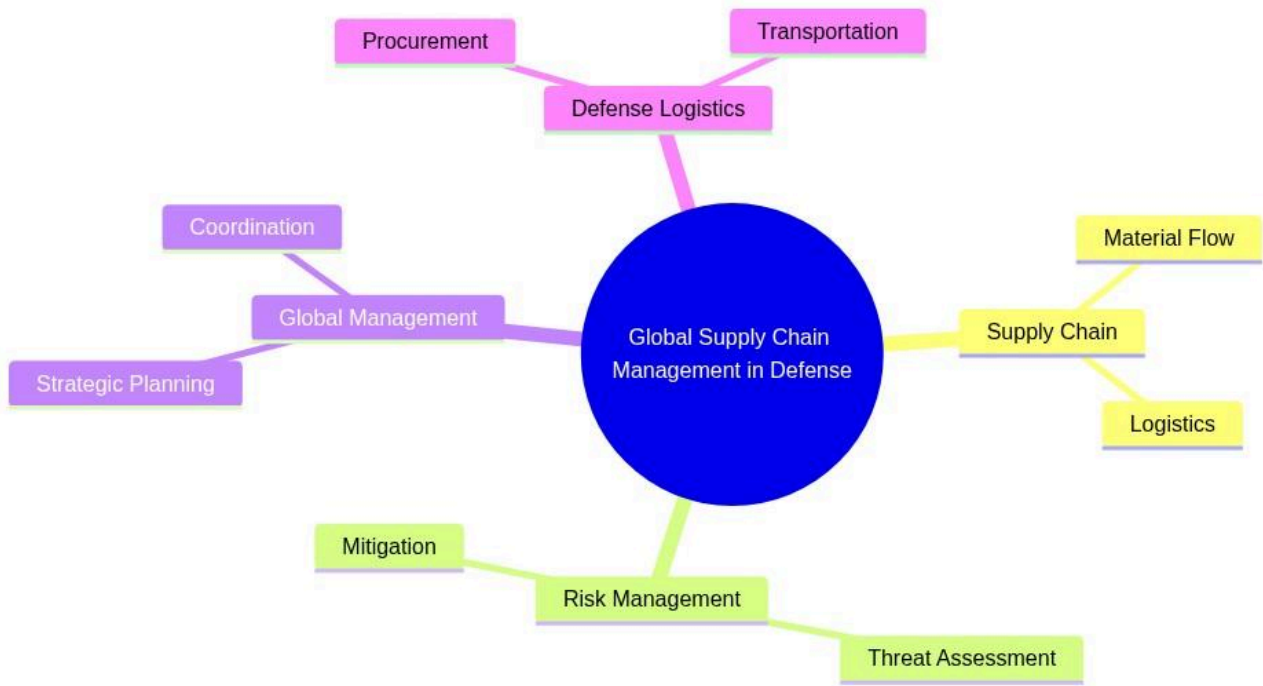 Procurement
Transportation
Defense Logistics
Coordination
Material Flow
Global Management
Supply Chain
Global Supply Chain
Management in Defense
Strategic Planning
Logistics
Mitigation
Risk Management
Threat Assessment